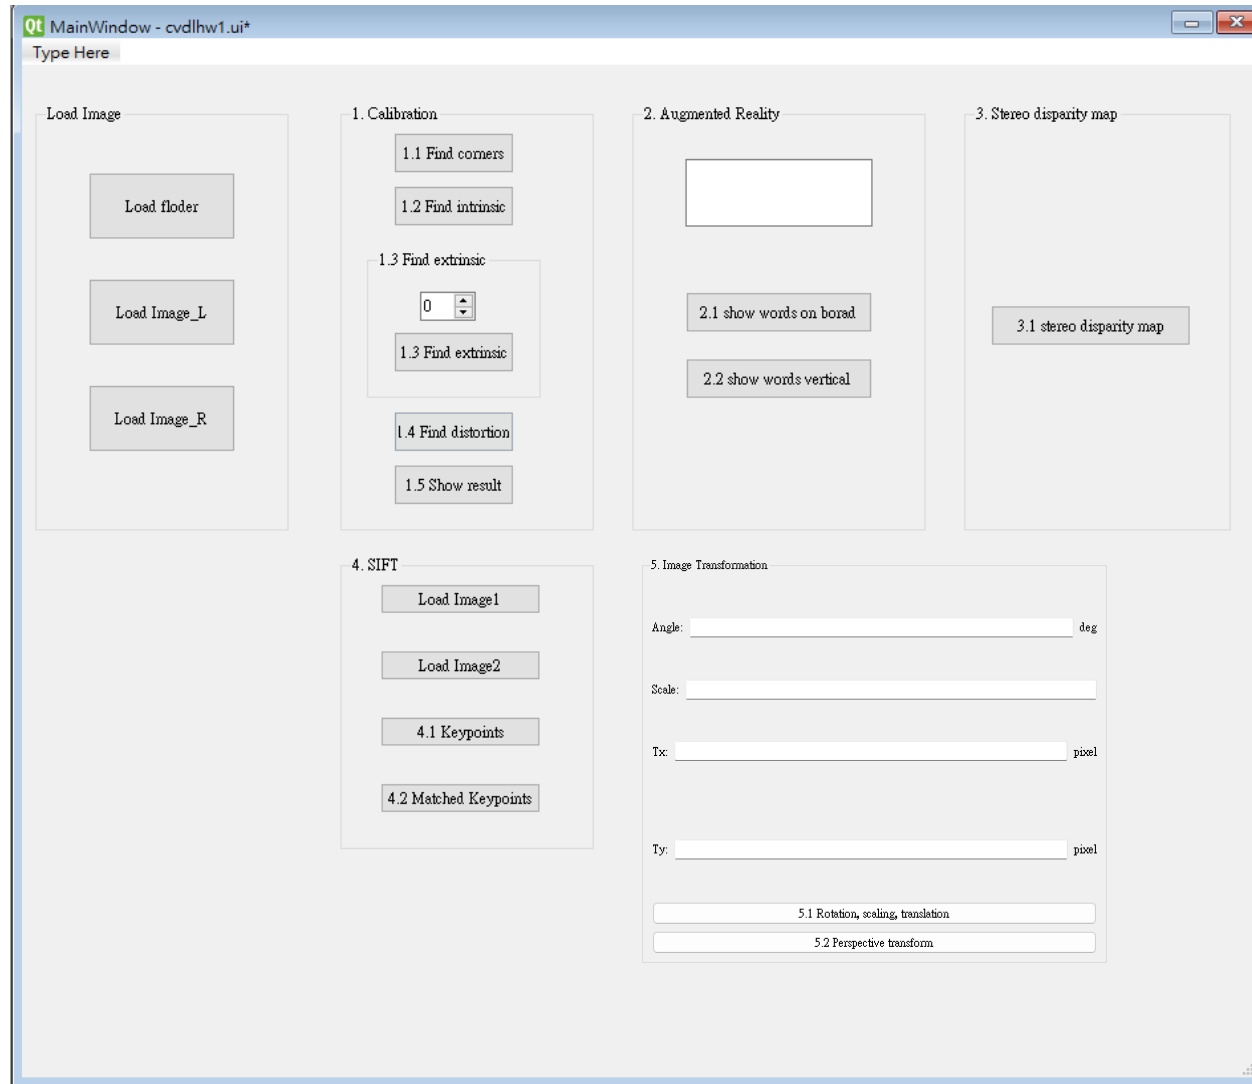 MainWindow - cvdlhw1.ui*
Type Here
Load Image
Load floder
Load Image_L
Load Image_R
1. Calibration
1.1 Find corners
1.2 Find intrinsic
1.3 Find extrinsic
0
1.3 Find extrinsic
1.4 Find distortion
1.5 Show result
2. Augmented Reality
2.1 show words on borad
2.2 show words vertical
3. Stereo disparity map
3.1 stereo disparity map
4. SIFT
Load Image1
Load Image2
4.1 Keypoints
4.2 Matched Keypoints
5. Image Transformation
Angle: deg
Scale:
Tx: pixel
Ty: pixel
5.1 Rotation, scaling, translation
5.2 Perspective transform